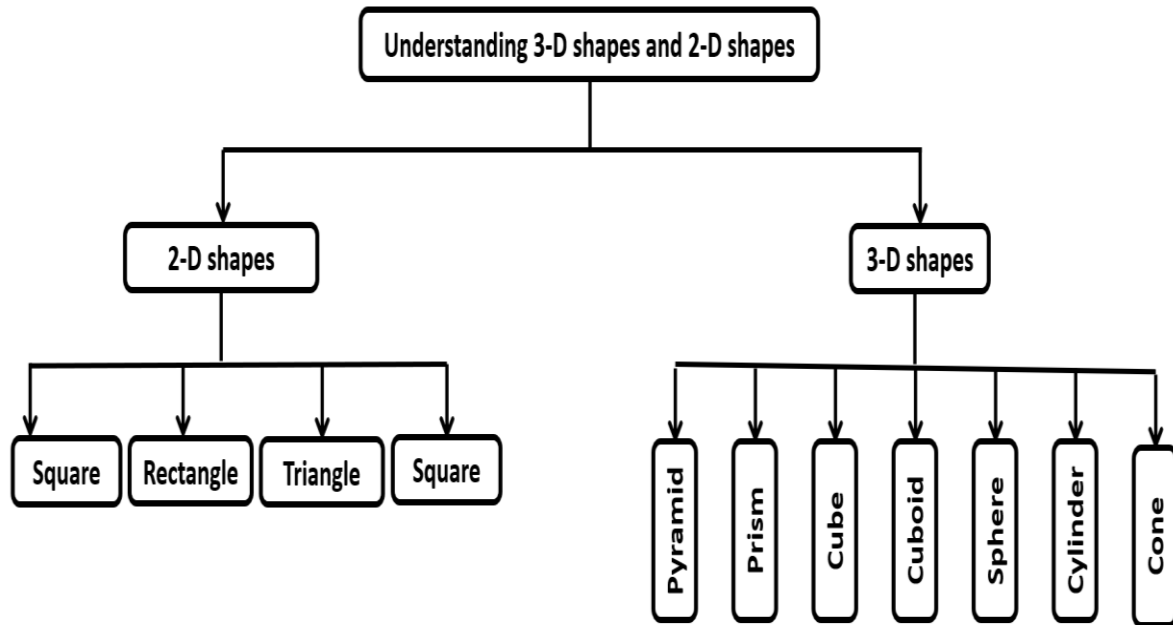 Understanding 3-D shapes and 2-D shapes
2-D shapes
3-D shapes
Square
Rectangle
Triangle
Square
Pyramid
Prism
Cube
Cuboid
Sphere
Cylinder
Cone